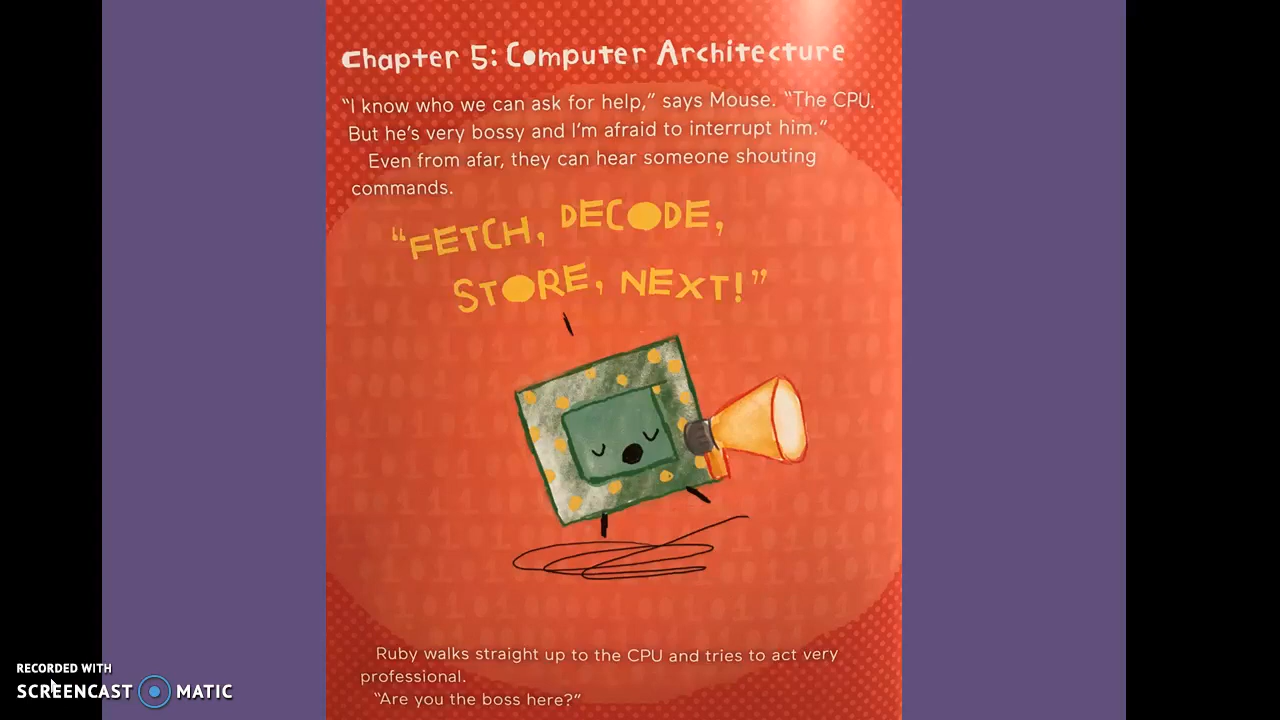 Chapter 5: Computer Architecture
“I know who we can ask for help,” says Mouse. “The CPU.
But he’s very bossy and I’m afraid to interrupt him.”
Even from afar, they can hear someone shouting
commands.
“FETCH, DECODE,
STORE, NEXT!”
Ruby walks straight up to the CPU and tries to act very
professional.
“Are you the boss here?”
RECORDED WITH
SCREENCAST MATIC